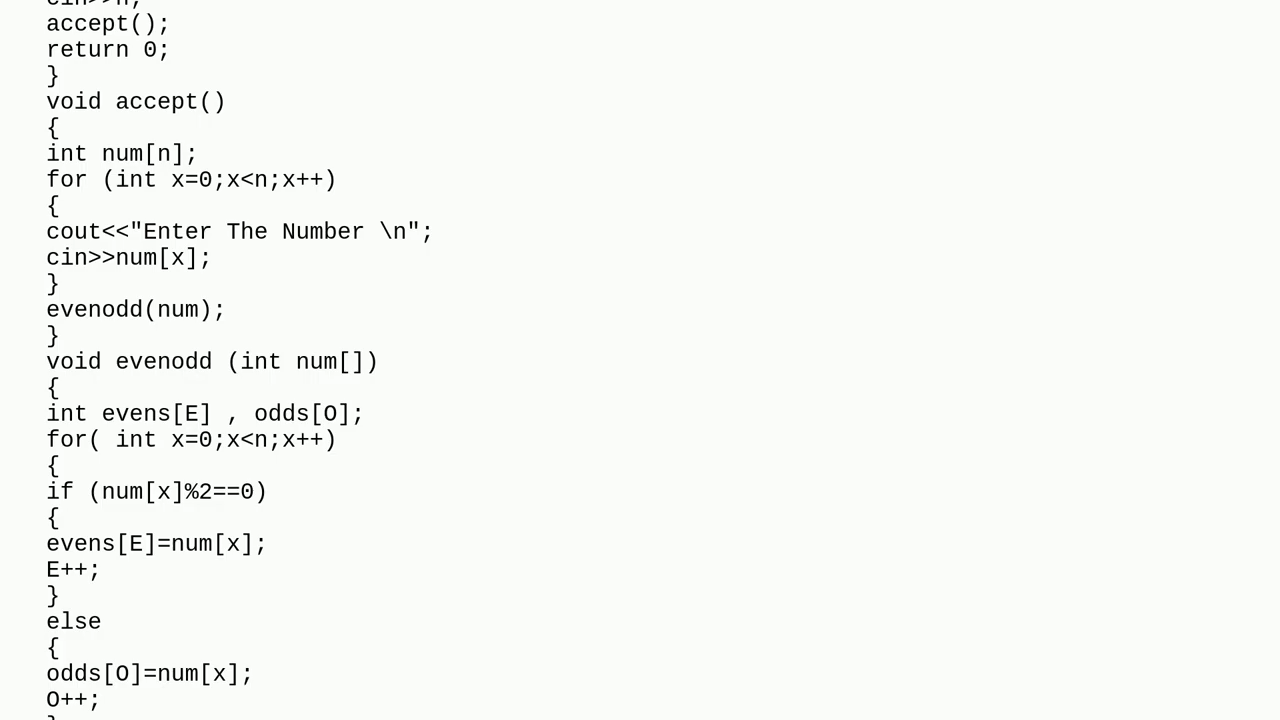 cin>>n;
accept();
return 0;
}
void accept()
{
int num[n];
for (int x=0;x<n;x++)
{
cout<<"Enter The Number \n";
cin>>num[x];
}
evenodd(num);
}
void evenodd (int num[])
{
int evens[E] , odds[O];
for( int x=0;x<n;x++)
{
if (num[x]%2==0)
{
evens[E]=num[x];
E++;
}
else
{
odds[O]=num[x];
O++;
}